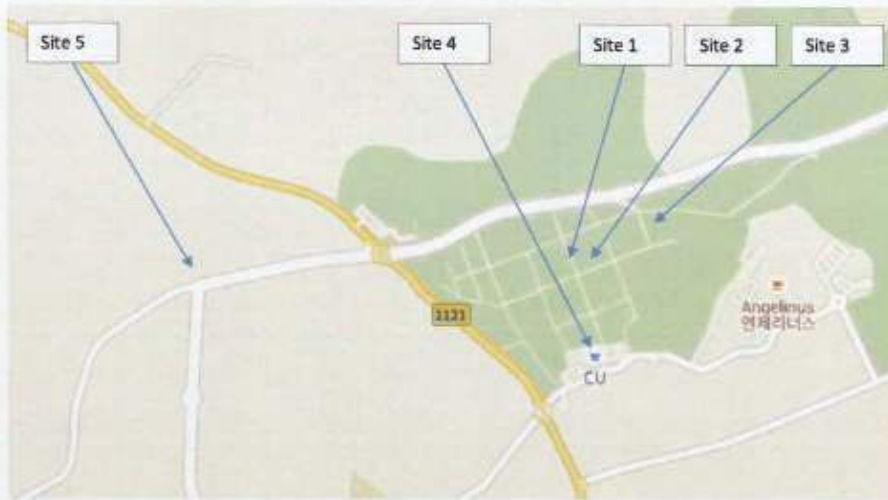 Site 5
Site 4
Site 1
Site 2
Site 3
1121
Angelinus
엔제리너스
CU